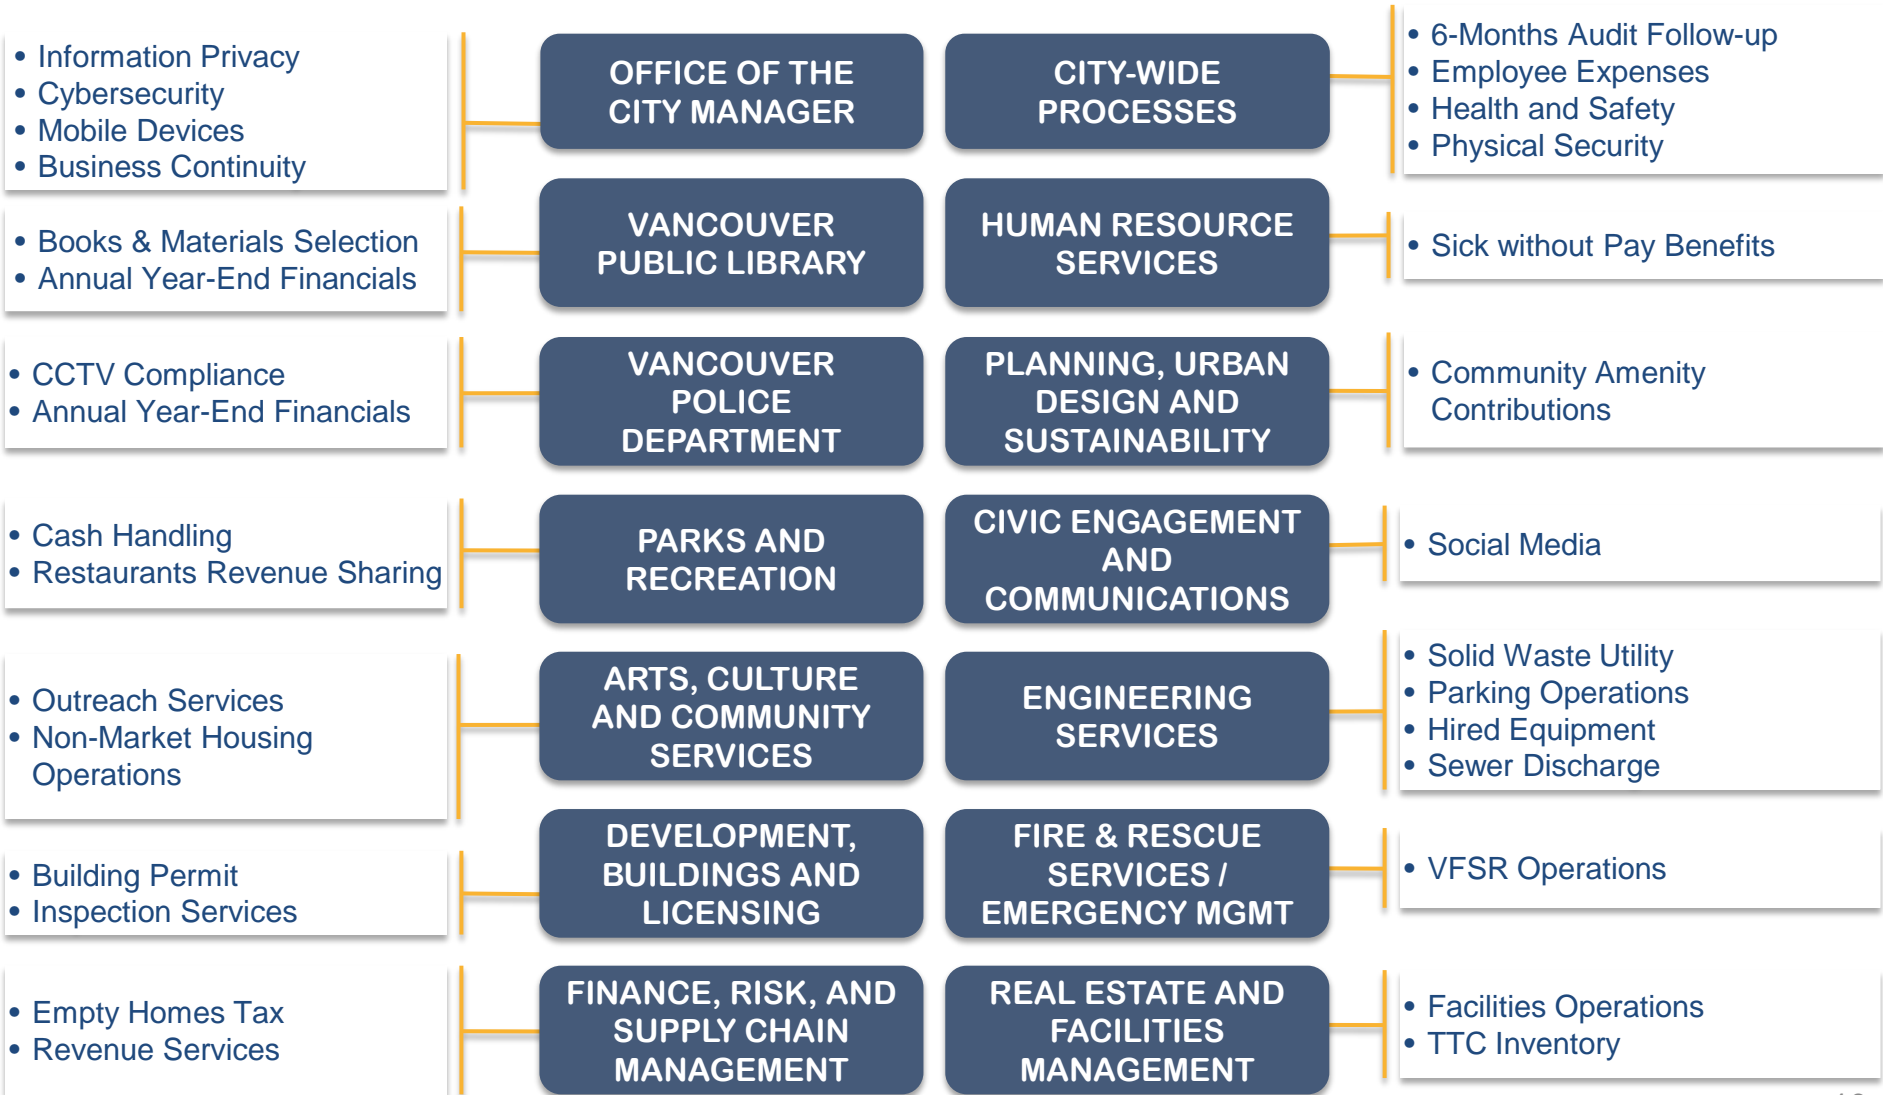 • Information Privacy
• Cybersecurity
• Mobile Devices
• Business Continuity
OFFICE OF THE
CITY MANAGER
CITY-WIDE
PROCESSES
• 6-Months Audit Follow-up
• Employee Expenses
• Health and Safety
• Physical Security
• Books & Materials Selection
• Annual Year-End Financials
VANCOUVER
PUBLIC LIBRARY
HUMAN RESOURCE
SERVICES
• Sick without Pay Benefits
• CCTV Compliance
• Annual Year-End Financials
VANCOUVER
POLICE
DEPARTMENT
PLANNING, URBAN
DESIGN AND
SUSTAINABILITY
• Community Amenity
Contributions
• Cash Handling
• Restaurants Revenue Sharing
PARKS AND
RECREATION
CIVIC ENGAGEMENT
AND
COMMUNICATIONS
• Social Media
• Outreach Services
• Non-Market Housing
Operations
ARTS, CULTURE
AND COMMUNITY
SERVICES
ENGINEERING
SERVICES
• Solid Waste Utility
• Parking Operations
• Hired Equipment
• Sewer Discharge
• Building Permit
• Inspection Services
DEVELOPMENT,
BUILDINGS AND
LICENSING
FIRE & RESCUE
SERVICES /
EMERGENCY MGMT
• VFSR Operations
• Empty Homes Tax
• Revenue Services
FINANCE, RISK, AND
SUPPLY CHAIN
MANAGEMENT
REAL ESTATE AND
FACILITIES
MANAGEMENT
• Facilities Operations
• TTC Inventory